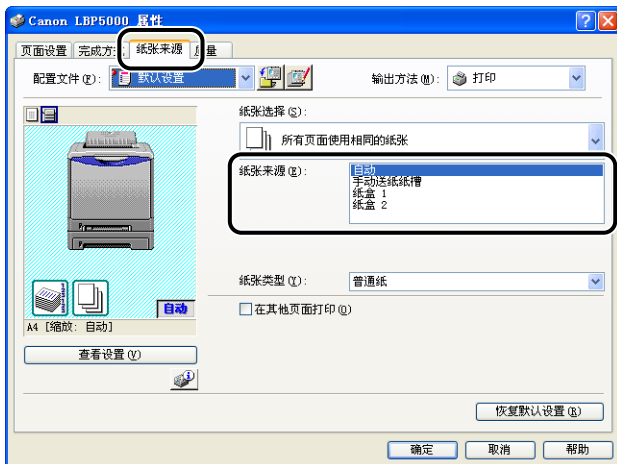 Canon LBP5000 属性
页面设置 完成方式 纸张来源 质量
配置文件(F): 默认设置 输出方法(M): 打印
纸张选择(S):
所有页面使用相同的纸张
纸张来源(E): 自动
手动送纸纸槽
纸盒 1
纸盒 2
纸张类型(Y): 普通纸
自动 在其他页面打印(O)
A4 [缩放: 自动]
查看设置(V)
恢复默认设置(R)
确定 取消 帮助